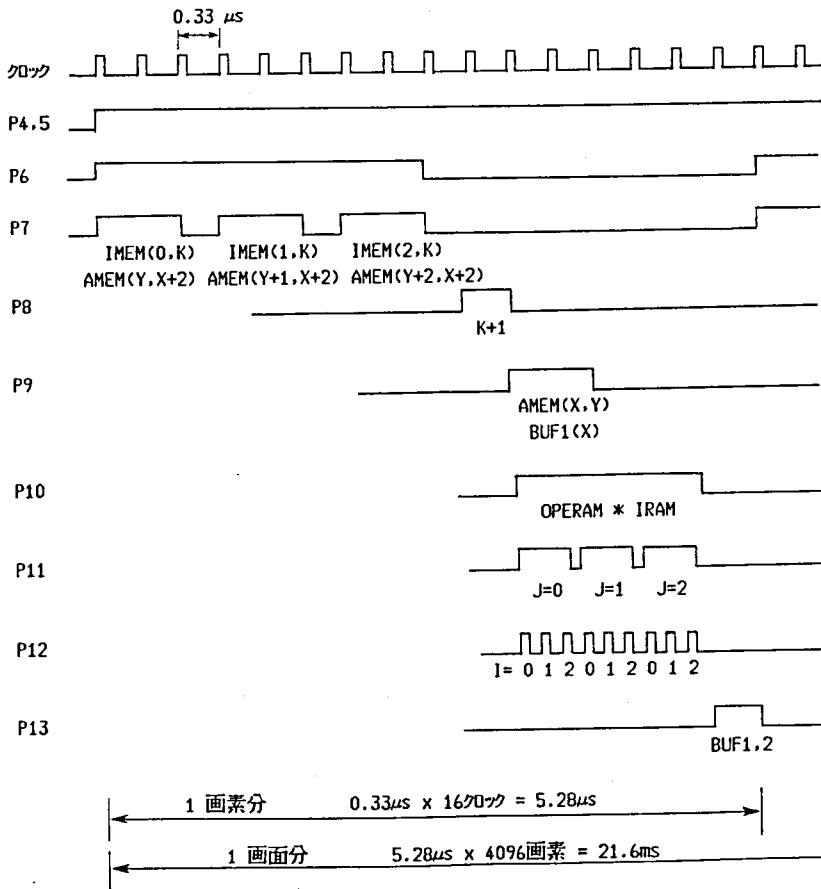 0.33 μs
クロック
P4,5
P6
P7
IMEM(0,K) IMEM(1,K) IMEM(2,K)
AMEM(Y,X+2) AMEM(Y+1,X+2) AMEM(Y+2,X+2)
P8
K+1
P9
AMEM(X,Y)
BUF1(X)
P10
OPERAM * IRAM
P11
J=0 J=1 J=2
P12
I= 0 1 2 0 1 2 0 1 2
P13
BUF1,2
1 画素分 0.33μs x 16クロック = 5.28μs
1 画面分 5.28μs x 4096画素 = 21.6ms